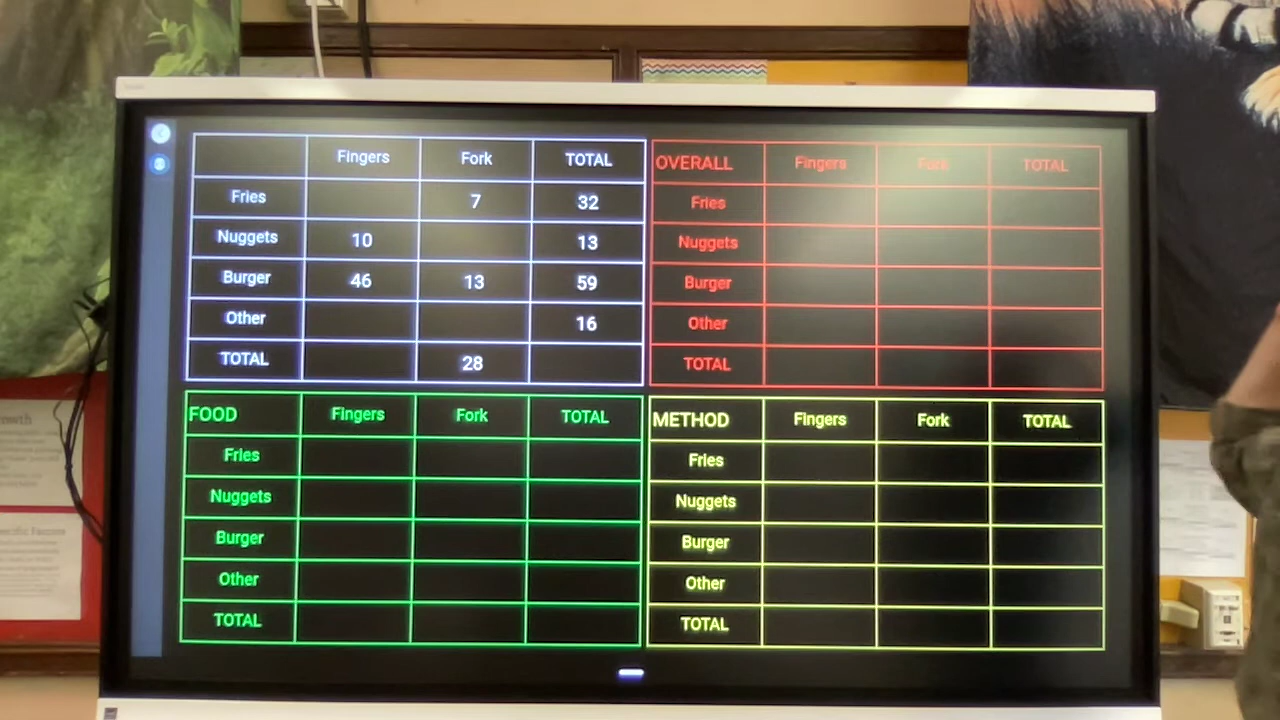 Fingers Fork TOTAL
Fries 7 32
Nuggets 10 13
Burger 46 13 59
Other 16
TOTAL 28
OVERALL Fingers Fork TOTAL
Fries
Nuggets
Burger
Other
TOTAL
FOOD Fingers Fork TOTAL
Fries
Nuggets
Burger
Other
TOTAL
METHOD Fingers Fork TOTAL
Fries
Nuggets
Burger
Other
TOTAL